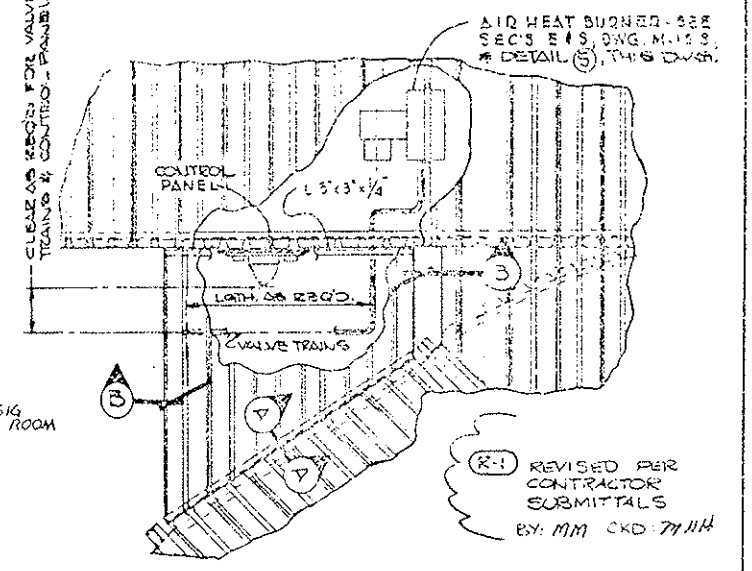 AIR HEAT BURNER - SEE
SEC'S E & S, DWG. M-155,
& DETAIL 5, THIS DWG.
CLEAR AS REQ'D FOR VALVE
TRAINS & CONTROL PANEL
CONTROL
PANEL
L 3"x3"x1/4"
3
LGTH. AS REQ'D.
VALVE TRAINS
B
ROOM
A
A
R-1 REVISED PER
CONTRACTOR
SUBMITTALS
BY: MM CKD: